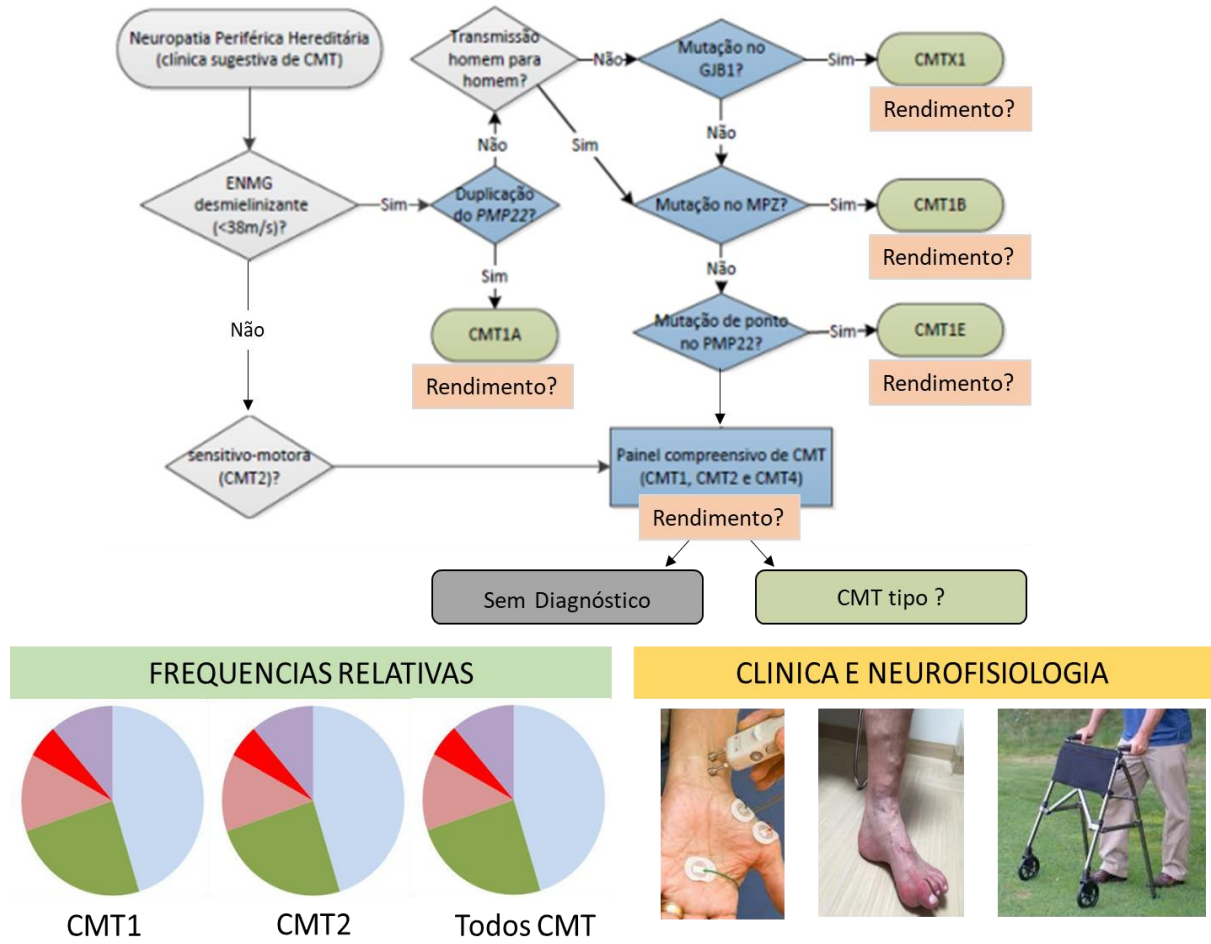 Neuropatia Periférica Hereditária
(clínica sugestiva de CMT)
Transmissão
homem para
homem?
Não
Mutação no
GJB1?
Sim
CMTX1
Rendimento?
Não
Sim
Não
ENMG
desmielinizante
(<38m/s)?
Sim
Duplicação
do PMP22?
Mutação no MPZ?
Sim
CMT1B
Rendimento?
Sim
Não
Não
CMT1A
Rendimento?
Mutação de ponto
no PMP22?
Sim
CMT1E
Rendimento?
sensitivo-motora
(CMT2)?
Painel compreensivo de CMT
(CMT1, CMT2 e CMT4)
Rendimento?
Sem Diagnóstico
CMT tipo ?
FREQUENCIAS RELATIVAS
CLINICA E NEUROFISIOLOGIA
CMT1
CMT2
Todos CMT